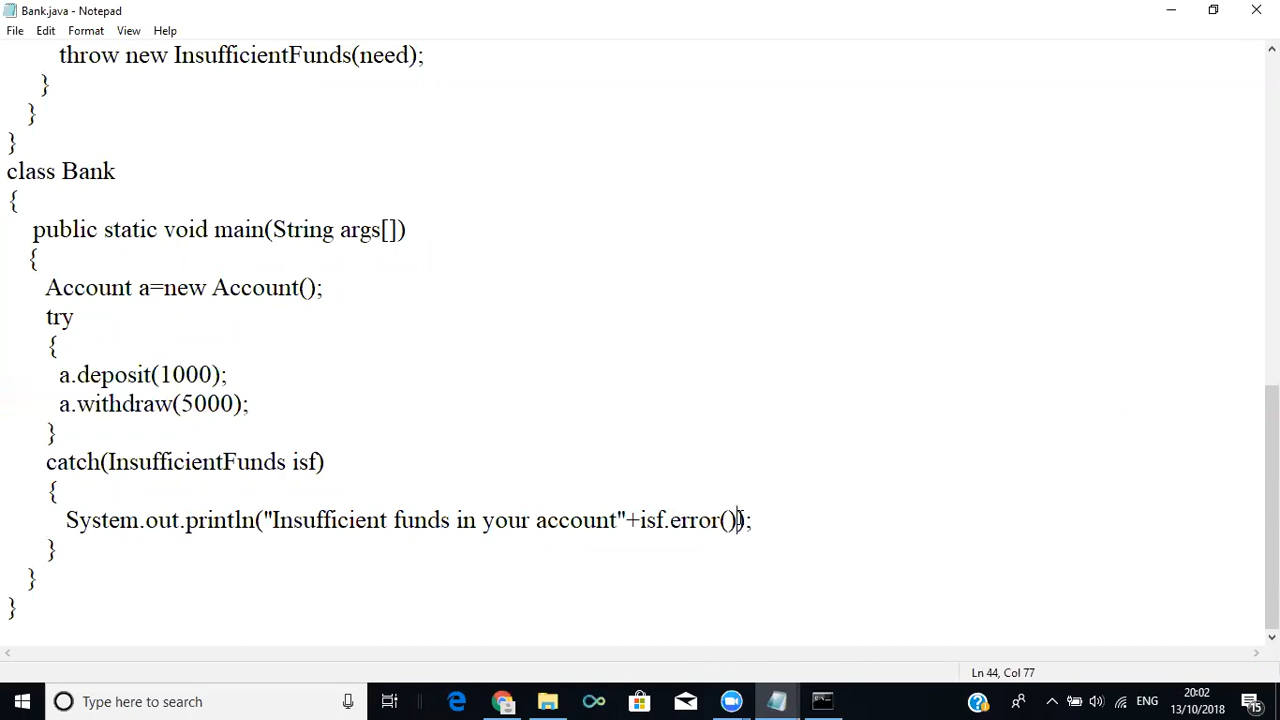 Bank.java - Notepad
File Edit Format View Help
throw new InsufficientFunds(need);
}
}
}
class Bank
{
public static void main(String args[])
{
Account a=new Account();
try
{
a.deposit(1000);
a.withdraw(5000);
}
catch(InsufficientFunds isf)
{
System.out.println("Insufficient funds in your account"+isf.error());
}
}
}
Ln 44, Col 77
Type here to search
ENG
20:02
13/10/2018
15